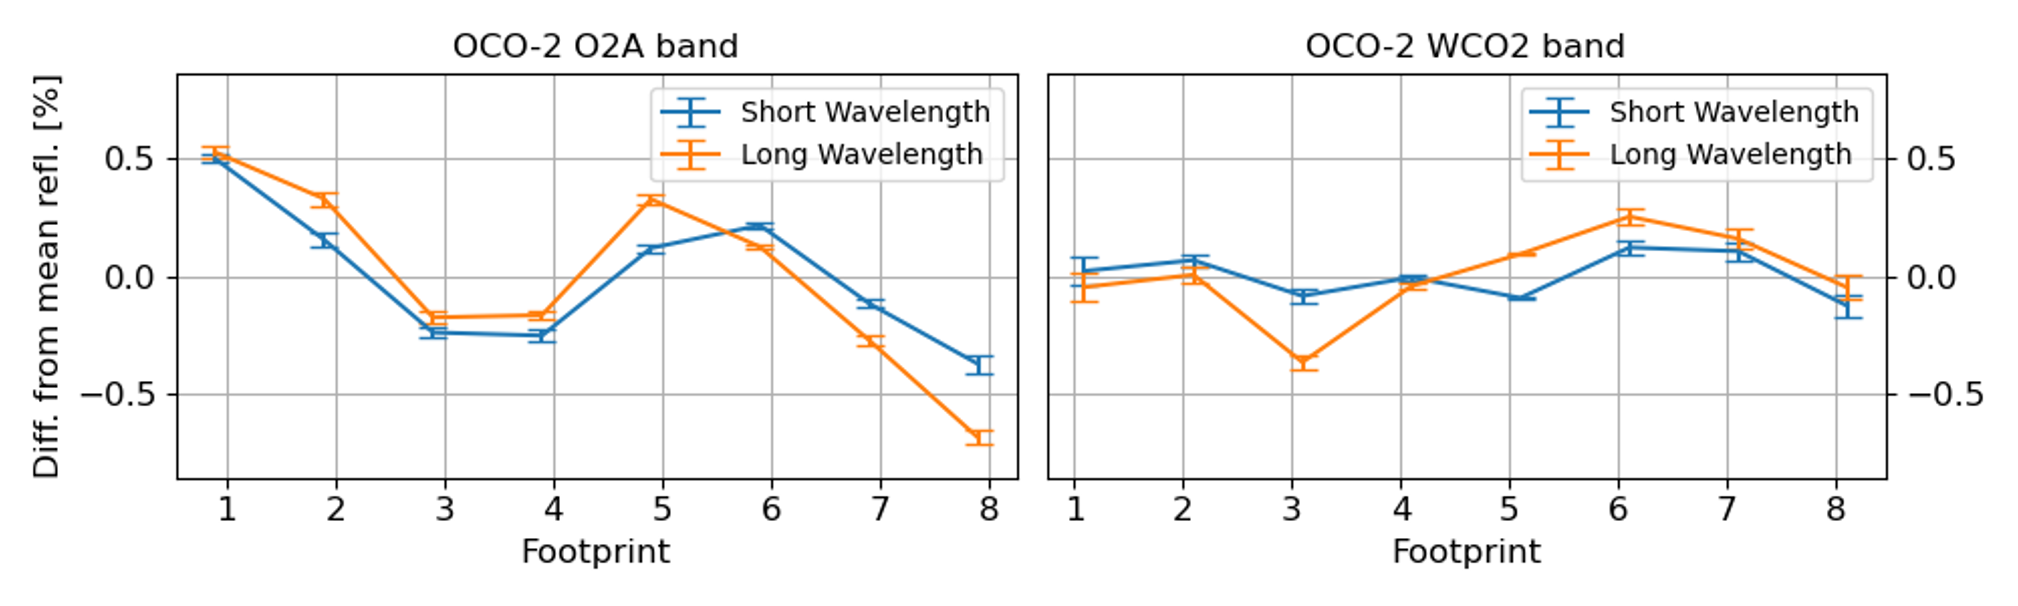 OCO-2 O2A band
OCO-2 WCO2 band
Diff. from mean refl. [%]
0.5
0.0
−0.5
Short Wavelength
Long Wavelength
Short Wavelength
Long Wavelength
0.5
0.0
−0.5
1 2 3 4 5 6 7 8
1 2 3 4 5 6 7 8
Footprint
Footprint